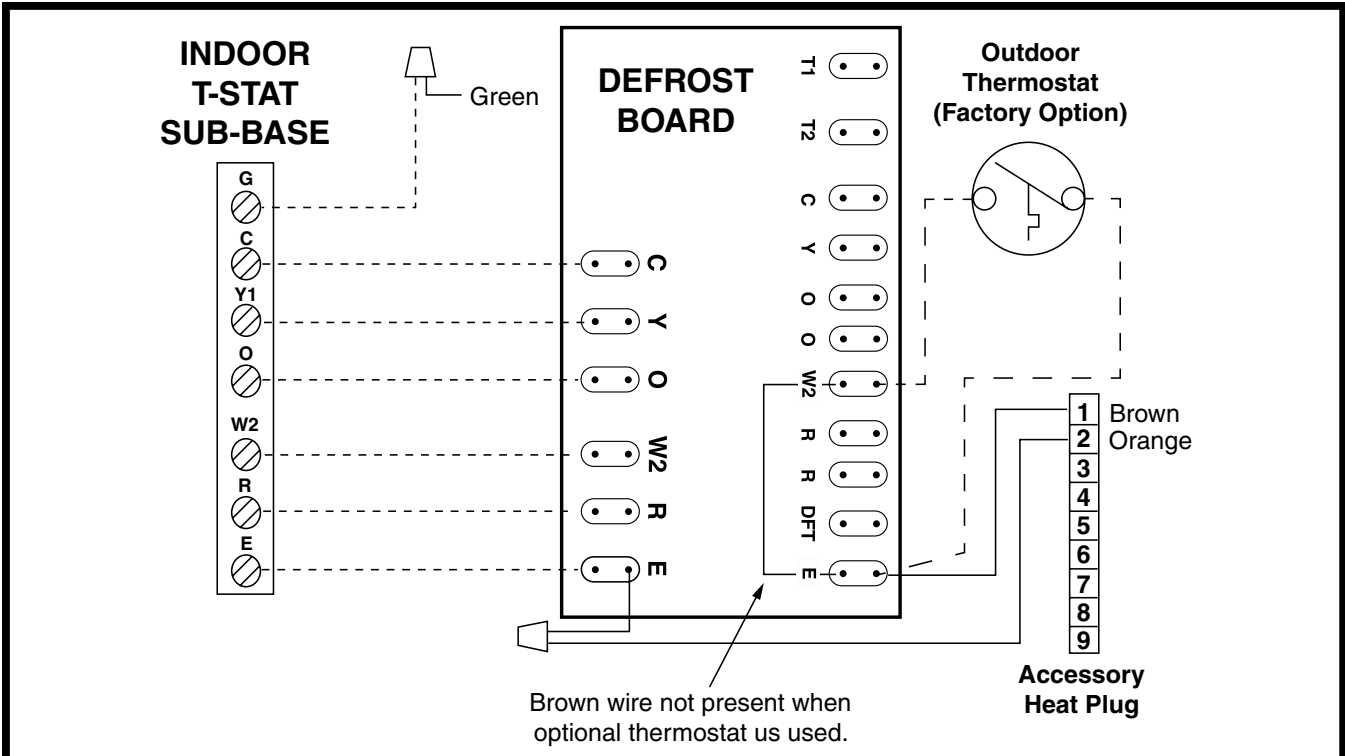 INDOOR
T-STAT
SUB-BASE
Green
DEFROST
BOARD
Outdoor
Thermostat
(Factory Option)
G
C
Y1
O
W2
R
E
C
Y
O
W2
R
E
T1
T2
C
Y
O
O
W2
R
R
DFT
E
1 Brown
2 Orange
3
4
5
6
7
8
9
Accessory
Heat Plug
Brown wire not present when
optional thermostat us used.